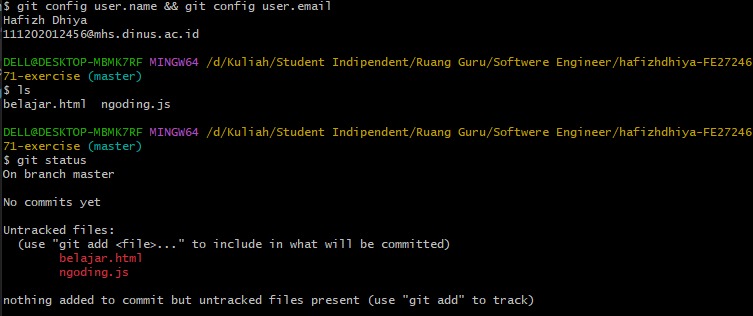 $ git config user.name && git config user.email
Hafizh Dhiya
111202012456@mhs.dinus.ac.id
DELL@DESKTOP-MBMK7RF MINGW64 /d/Kuliah/Student Indipendent/Ruang Guru/Softwere Engineer/hafizhdhiya-FE27246
71-exercise (master)
$ ls
belajar.html  ngoding.js
DELL@DESKTOP-MBMK7RF MINGW64 /d/Kuliah/Student Indipendent/Ruang Guru/Softwere Engineer/hafizhdhiya-FE27246
71-exercise (master)
$ git status
On branch master
No commits yet
Untracked files:
  (use "git add <file>..." to include in what will be committed)
        belajar.html
        ngoding.js
nothing added to commit but untracked files present (use "git add" to track)